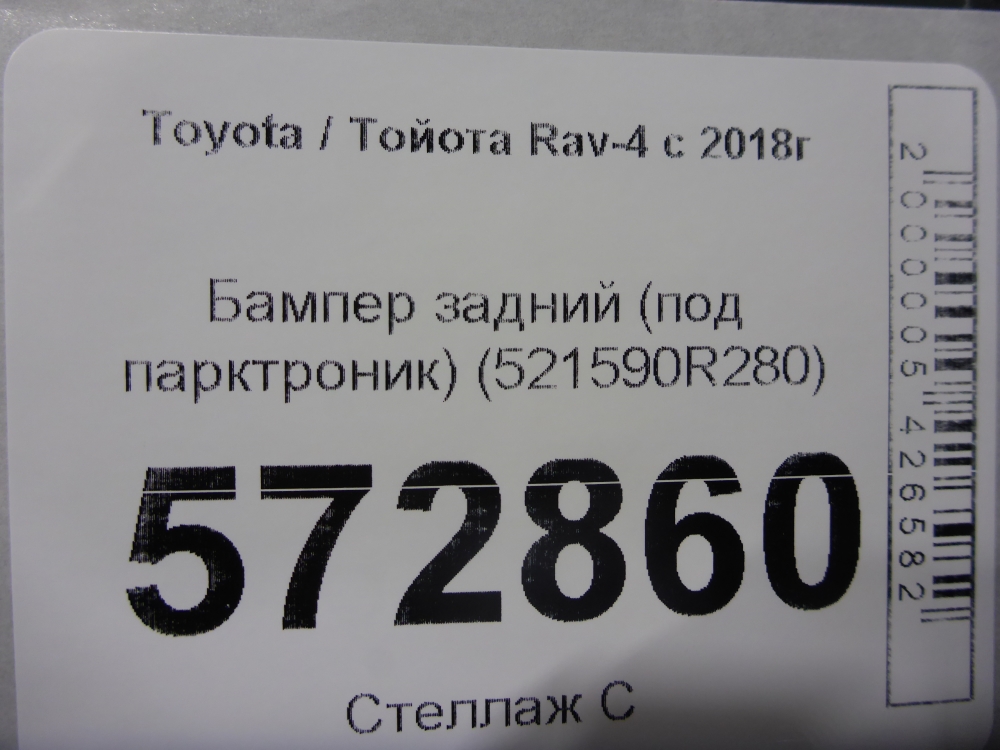 Toyota / Тойота Rav-4 с 2018г
Бампер задний (под
парктроник) (521590R280)
572860
Стеллаж С
2000005426582